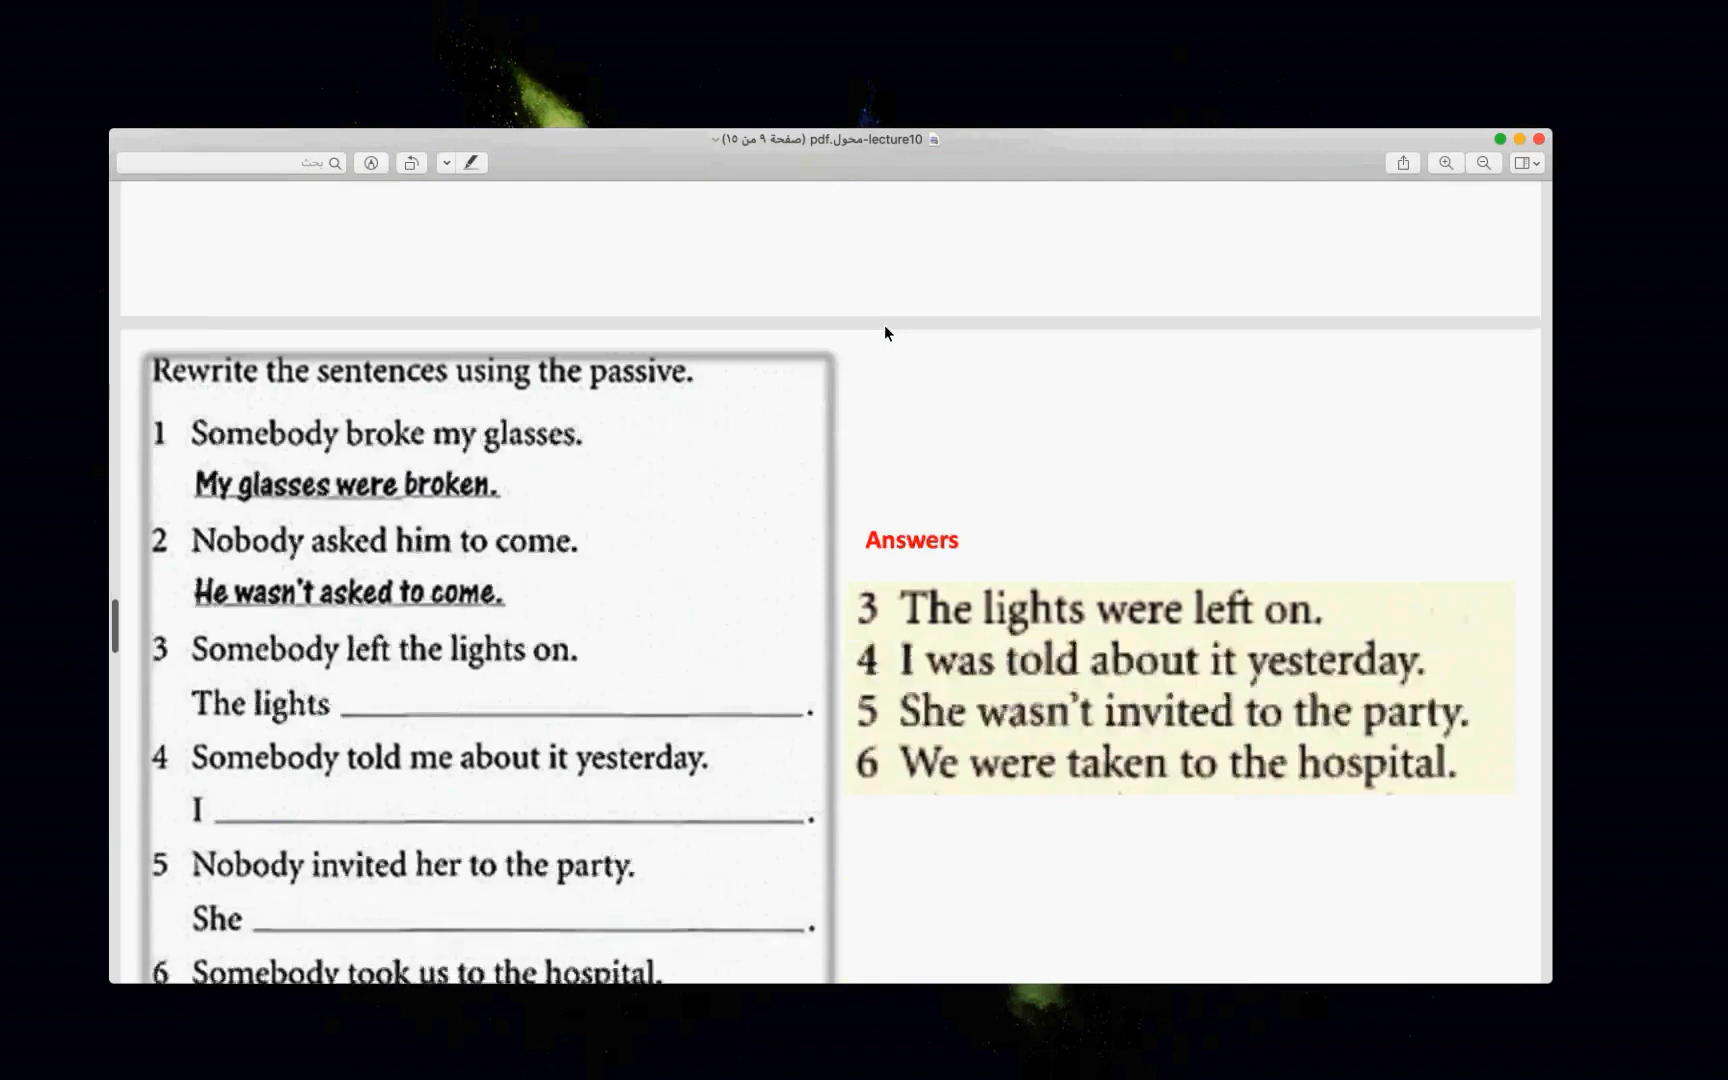 lecture10-محول.pdf (صفحة ٩ من ١٥)
بحث
Rewrite the sentences using the passive.
1 Somebody broke my glasses.
My glasses were broken.
2 Nobody asked him to come.
He wasn't asked to come.
3 Somebody left the lights on.
The lights ____________.
4 Somebody told me about it yesterday.
I ____________.
5 Nobody invited her to the party.
She ____________.
6 Somebody took us to the hospital.
Answers
3 The lights were left on.
4 I was told about it yesterday.
5 She wasn't invited to the party.
6 We were taken to the hospital.